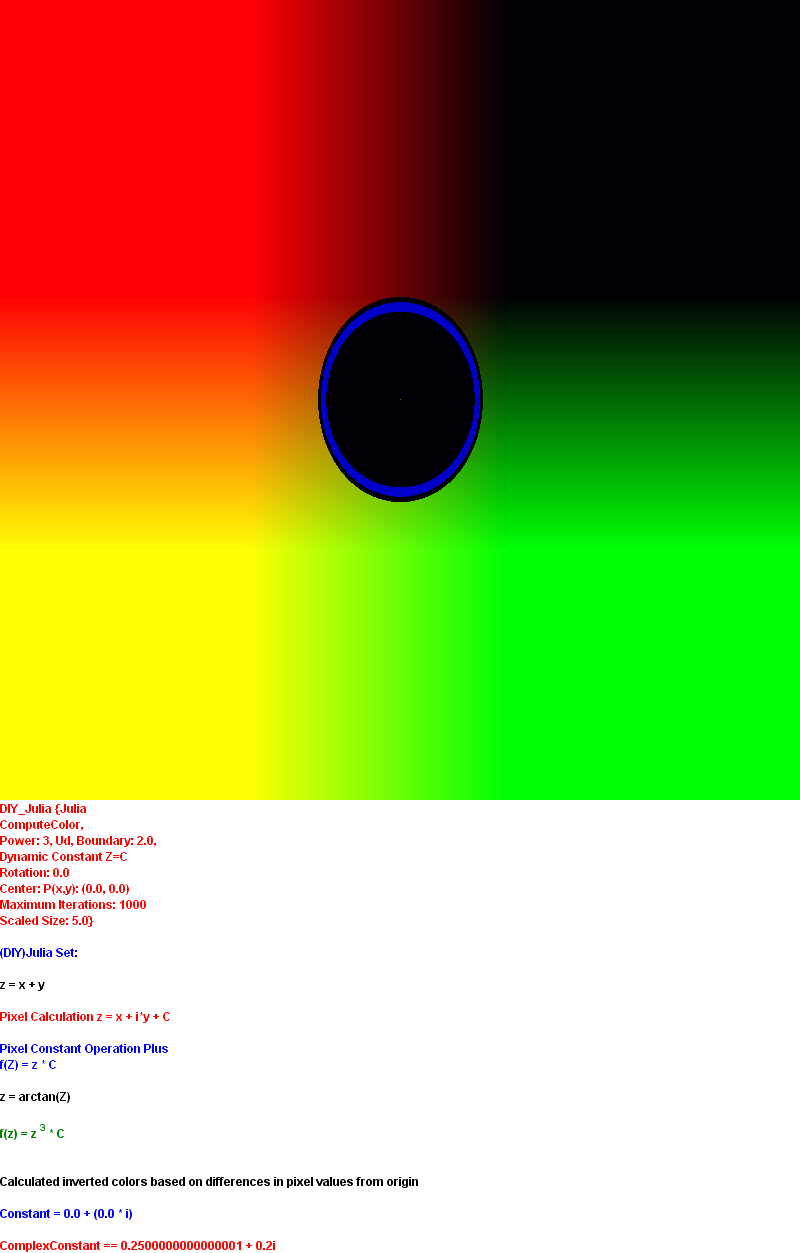 DIY_Julia {Julia
ComputeColor,
Power: 3, Ud, Boundary: 2.0,
Dynamic Constant Z=C
Rotation: 0.0
Center: P(x,y): (0.0, 0.0)
Maximum Iterations: 1000
Scaled Size: 5.0}
(DIY)Julia Set:
z = x + y
Pixel Calculation z = x + i*y + C
Pixel Constant Operation Plus
f(Z) = z * C
z = arctan(Z)
f(z) = z ³ * C
Calculated inverted colors based on differences in pixel values from origin
Constant = 0.0 + (0.0 * i)
ComplexConstant == 0.2500000000000001 + 0.2i